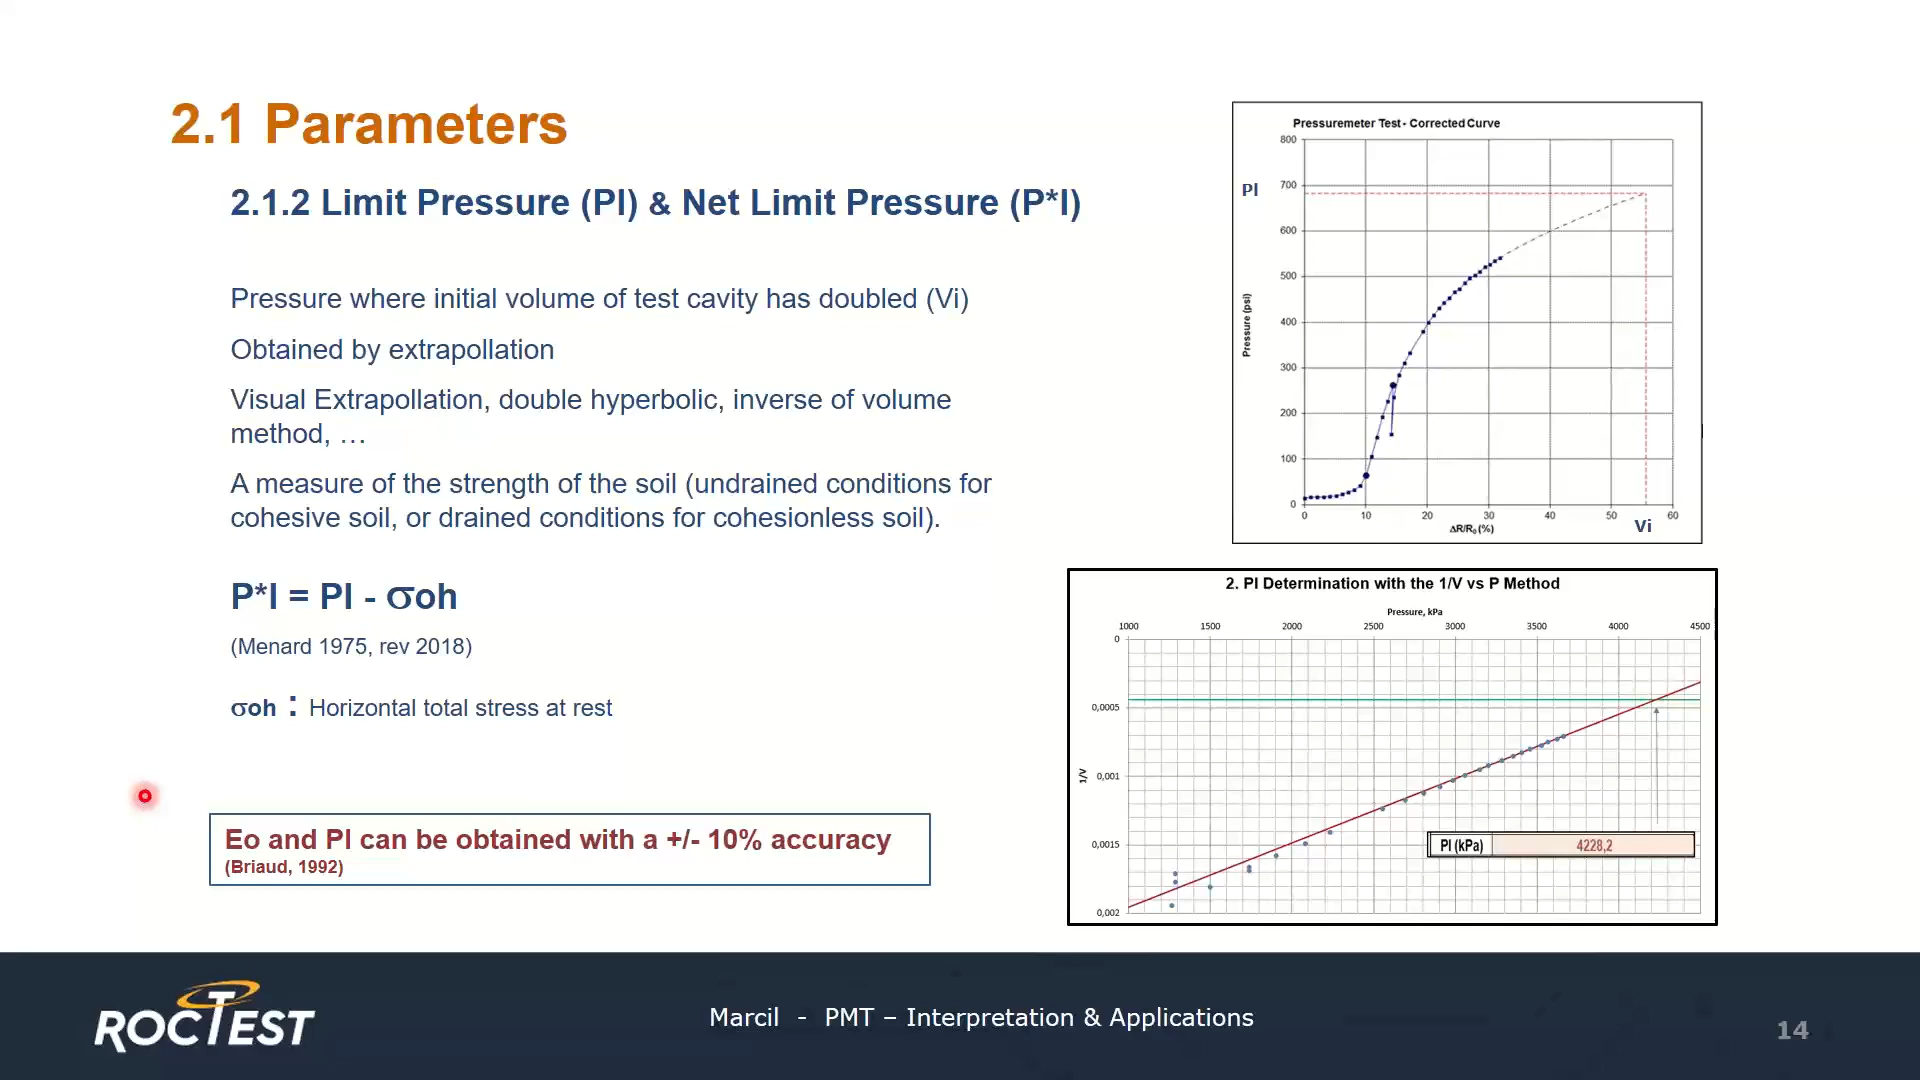 2.1 Parameters
2.1.2 Limit Pressure (Pl) & Net Limit Pressure (P*l)
Pressure where initial volume of test cavity has doubled (Vi)
Obtained by extrapollation
Visual Extrapollation, double hyperbolic, inverse of volume
method, …
A measure of the strength of the soil (undrained conditions for
cohesive soil, or drained conditions for cohesionless soil).
P*l = Pl - σoh
(Menard 1975, rev 2018)
σoh : Horizontal total stress at rest
Eo and Pl can be obtained with a +/- 10% accuracy
(Briaud, 1992)
Pressuremeter Test - Corrected Curve
Pl
800
700
600
500
400
300
200
100
0
Pressure (psi)
0 10 20 30 40 50 60
Vi
ΔR/R₀ (%)
2. Pl Determination with the 1/V vs P Method
Pressure, kPa
1000 1500 2000 2500 3000 3500 4000 4500
0
0,0005
0,001
0,0015
0,002
1/V
Pl (kPa) 4228,2
ROCTEST
Marcil - PMT – Interpretation & Applications
14